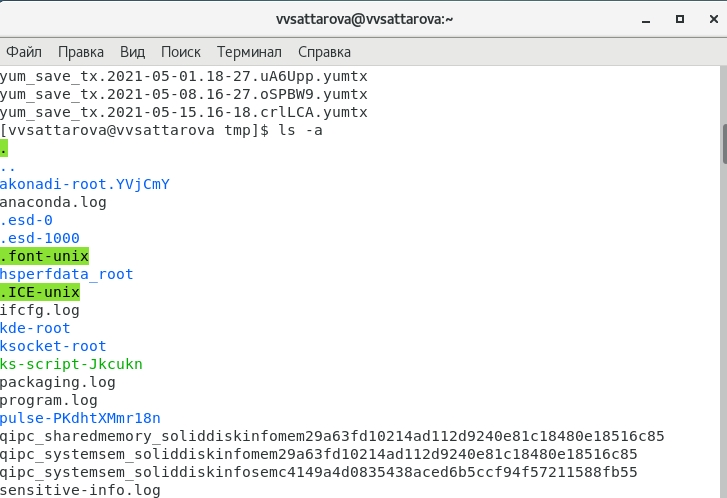 vvsattarova@vvsattarova:~
Файл Правка Вид Поиск Терминал Справка
yum_save_tx.2021-05-01.18-27.uA6Upp.yumtx
yum_save_tx.2021-05-08.16-27.oSPBW9.yumtx
yum_save_tx.2021-05-15.16-18.crlLCA.yumtx
[vvsattarova@vvsattarova tmp]$ ls -a
.
..
akonadi-root.YVjCmY
anaconda.log
.esd-0
.esd-1000
.font-unix
hsperfdata_root
.ICE-unix
ifcfg.log
kde-root
ksocket-root
ks-script-Jkcukn
packaging.log
program.log
pulse-PKdhtXMmr18n
qipc_sharedmemory_soliddiskinfomem29a63fd10214ad112d9240e81c18480e18516c85
qipc_systemsem_soliddiskinfomem29a63fd10214ad112d9240e81c18480e18516c85
qipc_systemsem_soliddiskinfosemc4149a4d0835438aced6b5ccf94f57211588fb55
sensitive-info.log